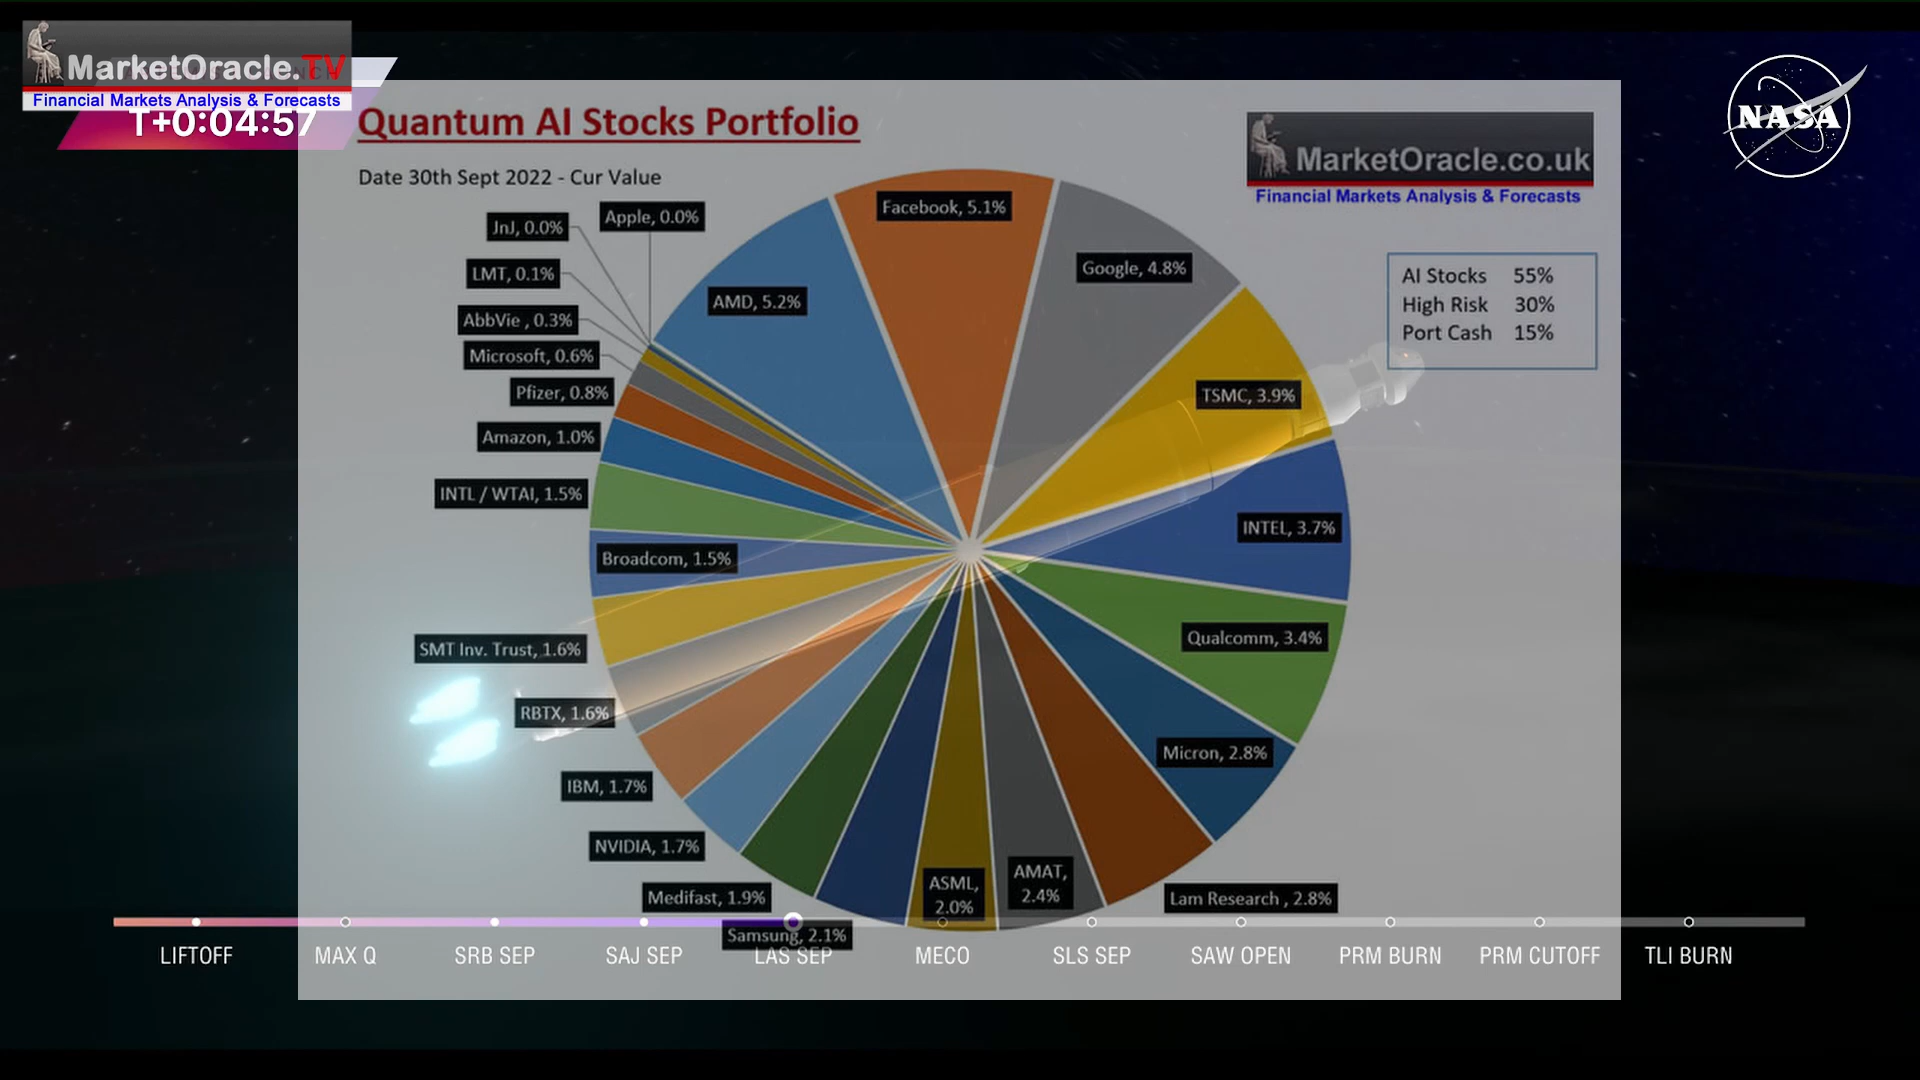 MarketOracle.TV
Financial Markets Analysis & Forecasts
T+0:04:57
NASA
Quantum AI Stocks Portfolio
Date 30th Sept 2022 - Cur Value
MarketOracle.co.uk
Financial Markets Analysis & Forecasts
AI Stocks 55%
High Risk 30%
Port Cash 15%
Apple, 0.0%
JnJ, 0.0%
LMT, 0.1%
AbbVie , 0.3%
Microsoft, 0.6%
Pfizer, 0.8%
Amazon, 1.0%
INTL / WTAI, 1.5%
Broadcom, 1.5%
SMT Inv. Trust, 1.6%
RBTX, 1.6%
IBM, 1.7%
NVIDIA, 1.7%
Medifast, 1.9%
Samsung, 2.1%
ASML,
2.0%
AMAT,
2.4%
Lam Research , 2.8%
Micron, 2.8%
Qualcomm, 3.4%
INTEL, 3.7%
TSMC, 3.9%
Google, 4.8%
Facebook, 5.1%
AMD, 5.2%
LIFTOFF
MAX Q
SRB SEP
SAJ SEP
LAS SEP
MECO
SLS SEP
SAW OPEN
PRM BURN
PRM CUTOFF
TLI BURN